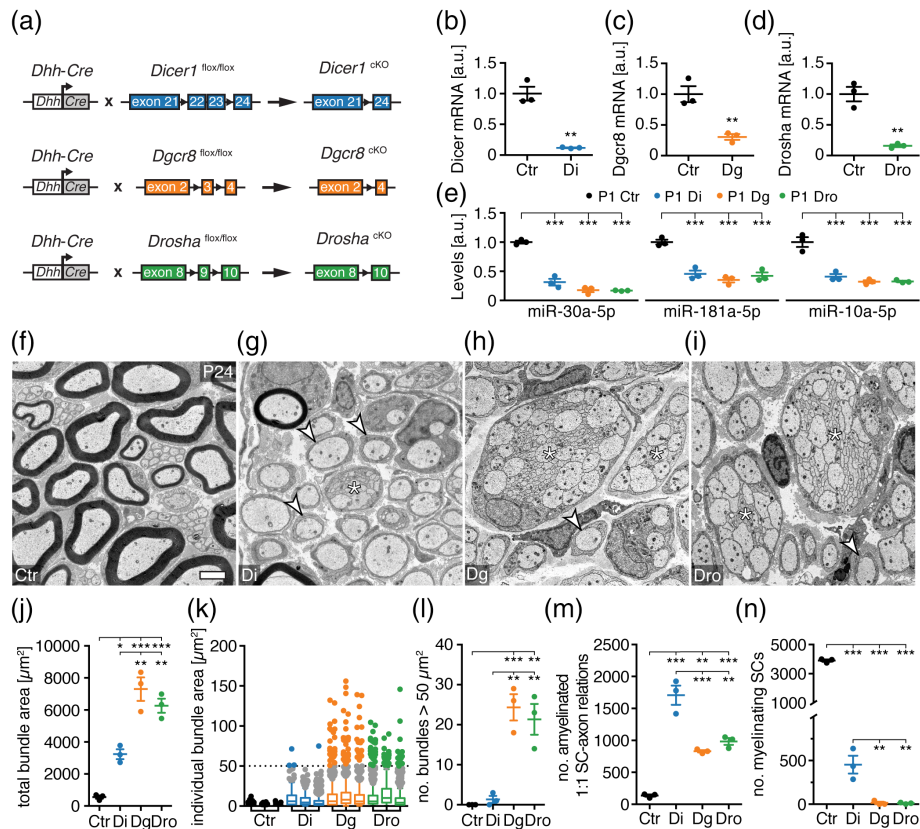 (a)
Dhh-Cre Dicer1 flox/flox Dicer1 cKO
Dhh Cre x exon 21 22 23 24 exon 21 24
Dhh-Cre Dgcr8 flox/flox Dgcr8 cKO
Dhh Cre x exon 2 3 4 exon 2 4
Dhh-Cre Drosha flox/flox Drosha cKO
Dhh Cre x exon 8 9 10 exon 8 10
(b)
Dicer mRNA [a.u.]
1.5
1.0
0.5
0
**
Ctr Di
(c)
Dgcr8 mRNA [a.u.]
1.5
1.0
0.5
0
**
Ctr Dg
(d)
Drosha mRNA [a.u.]
1.5
1.0
0.5
0
**
Ctr Dro
(e)
P1 Ctr P1 Di P1 Dg P1 Dro
Levels [a.u.]
1.5
1.0
0.5
0
*** *** *** *** *** *** *** *** ***
miR-30a-5p miR-181a-5p miR-10a-5p
(f) (g) (h) (i)
P24
* * * * *
Ctr Di Dg Dro
(j)
total bundle area [µm²]
10000
8000
6000
4000
2000
0
* *** ***
** **
Ctr Di Dg Dro
(k)
individual bundle area [µm²]
200
150
100
50
0
Ctr Di Dg Dro
(l)
no. bundles > 50 µm²
40
30
20
10
0
*** **
** **
Ctr Di Dg Dro
(m)
no. amyelinated
1:1 SC-axon relations
3000
2000
1000
0
*** ** ***
*** **
Ctr Di Dg Dro
(n)
no. myelinating SCs
5000
4000
3000
1000
500
0
*** *** ***
** **
Ctr Di Dg Dro